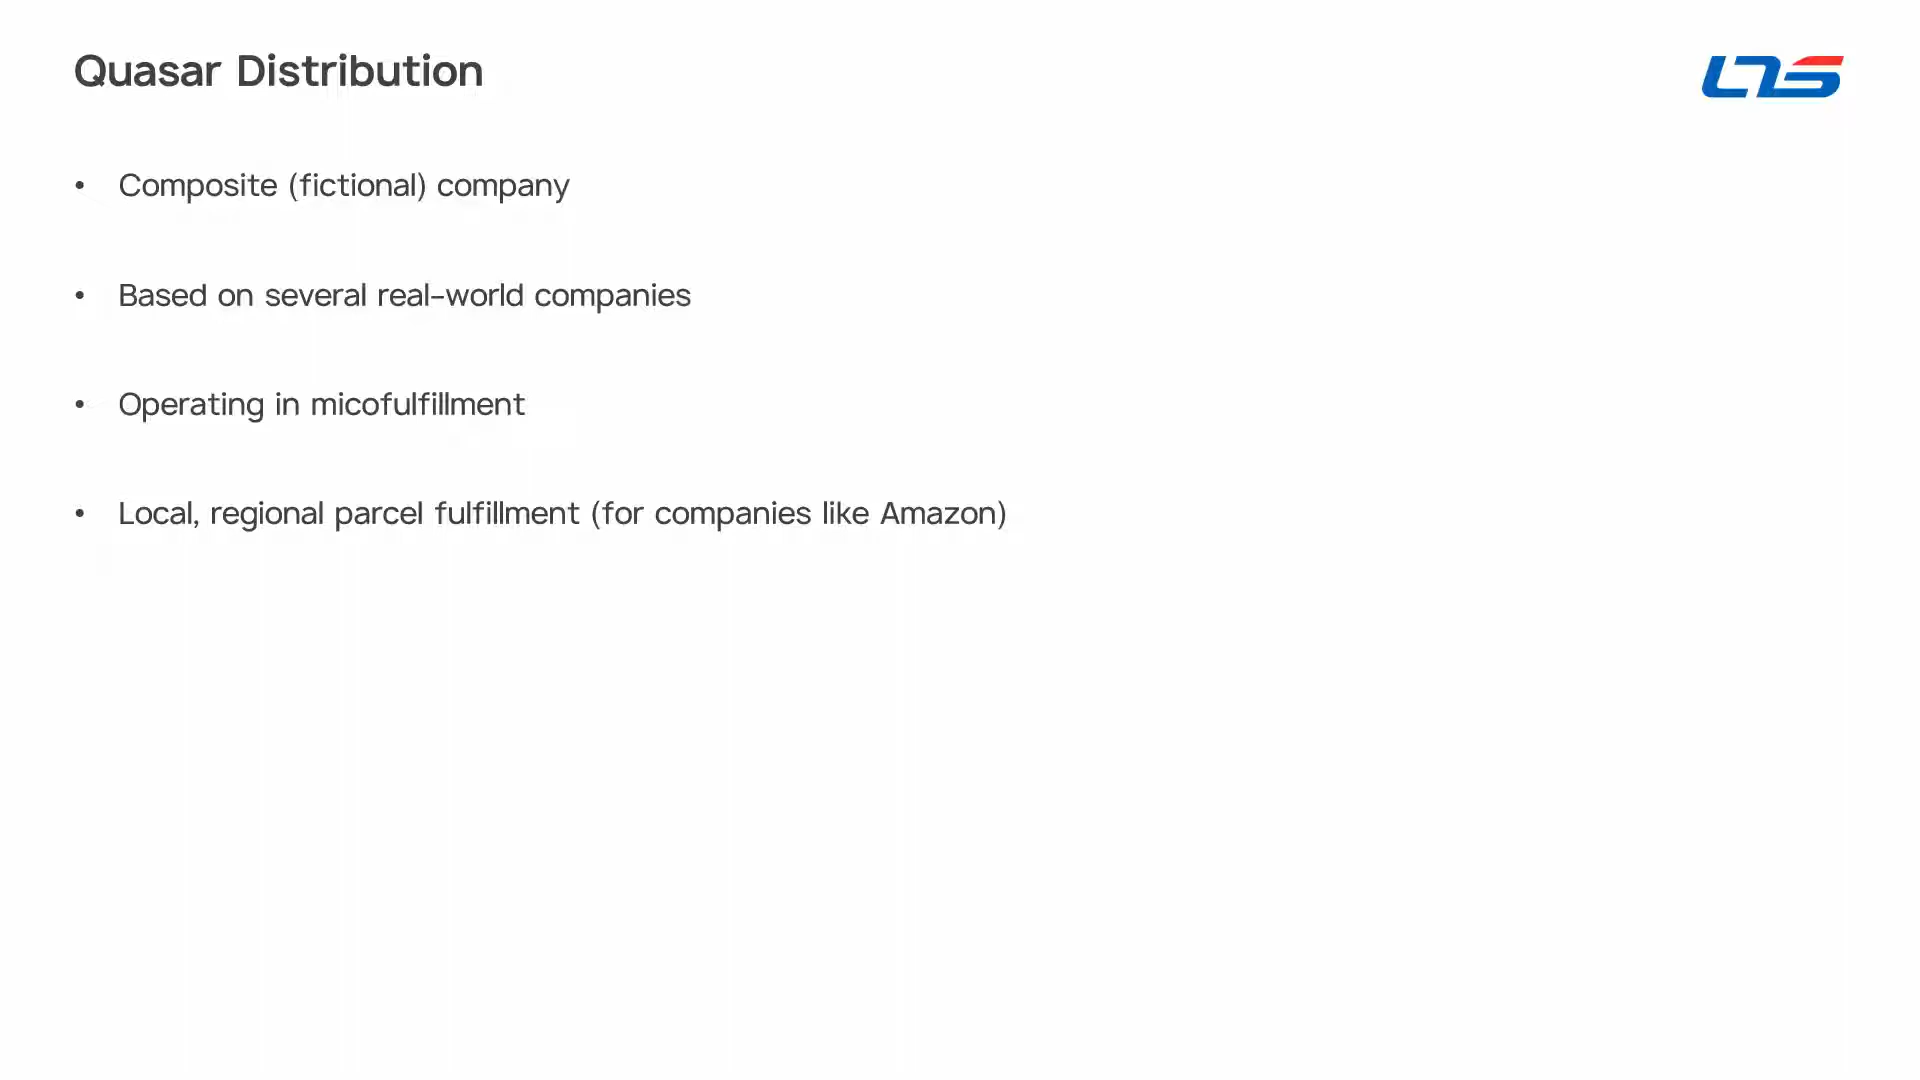 Quasar Distribution
LNS
• Composite (fictional) company
• Based on several real-world companies
• Operating in micofulfillment
• Local, regional parcel fulfillment (for companies like Amazon)